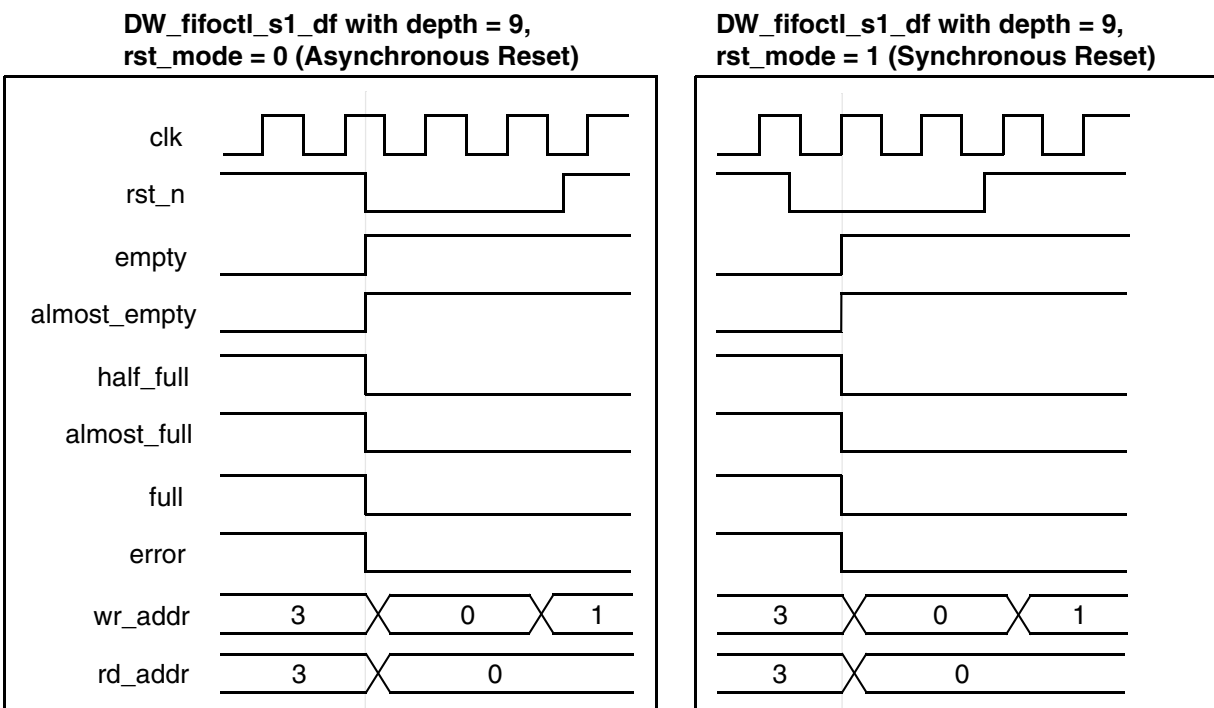 DW_fifoctl_s1_df with depth = 9,
rst_mode = 0 (Asynchronous Reset)
clk
rst_n
empty
almost_empty
half_full
almost_full
full
error
wr_addr 3 0 1
rd_addr 3 0
DW_fifoctl_s1_df with depth = 9,
rst_mode = 1 (Synchronous Reset)
3 0 1
3 0